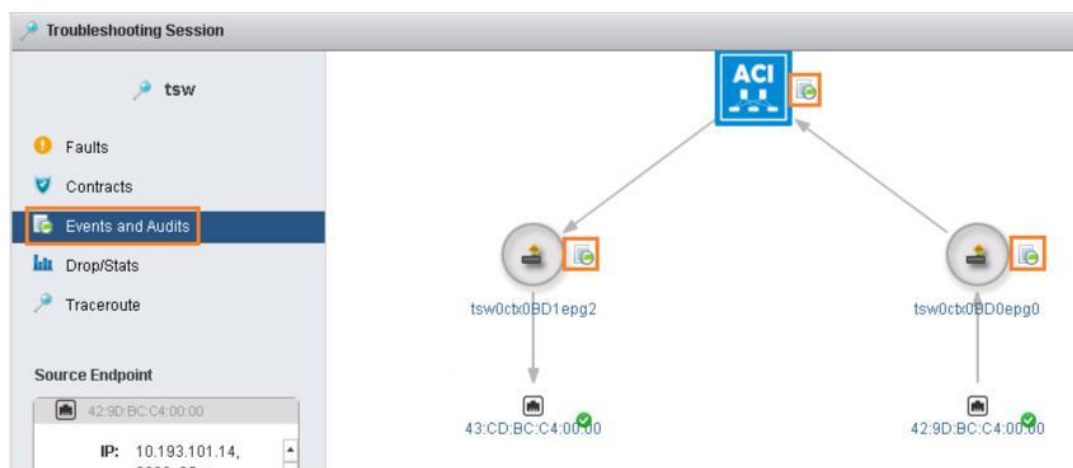 Troubleshooting Session
tsw
Faults
Contracts
Events and Audits
Drop/Stats
Traceroute
Source Endpoint
42:9D:BC:C4:00:00
IP: 10.193.101.14,
ACI
tsw0ctx0BD1epg2
tsw0ctx0BD0epg0
43:CD:BC:C4:00:00
42:9D:BC:C4:00:00